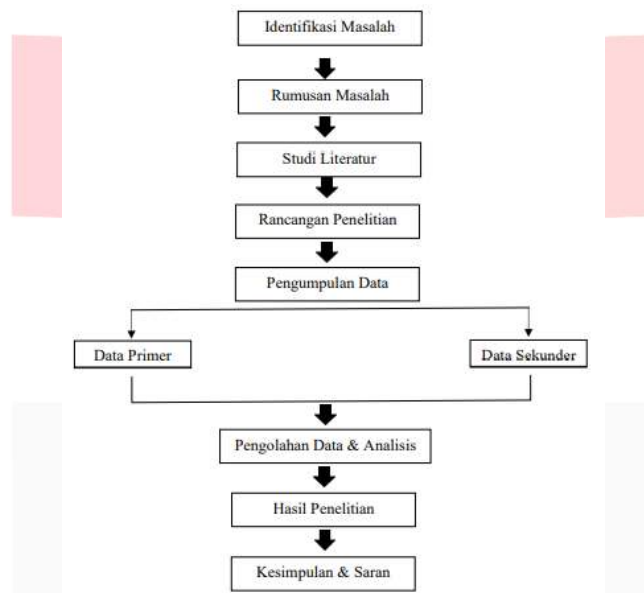 Identifikasi Masalah
Rumusan Masalah
Studi Literatur
Rancangan Penelitian
Pengumpulan Data
Data Primer
Data Sekunder
Pengolahan Data & Analisis
Hasil Penelitian
Kesimpulan & Saran